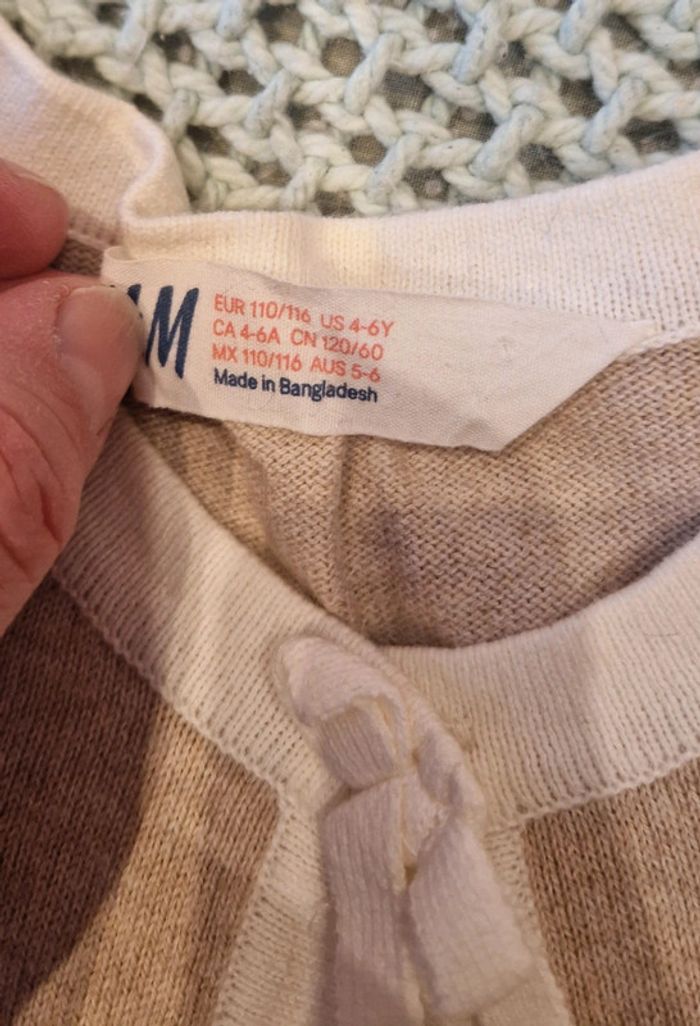 M
EUR 110/116 US 4-6Y
CA 4-6A CN 120/60
MX 110/116 AUS 5-6
Made in Bangladesh